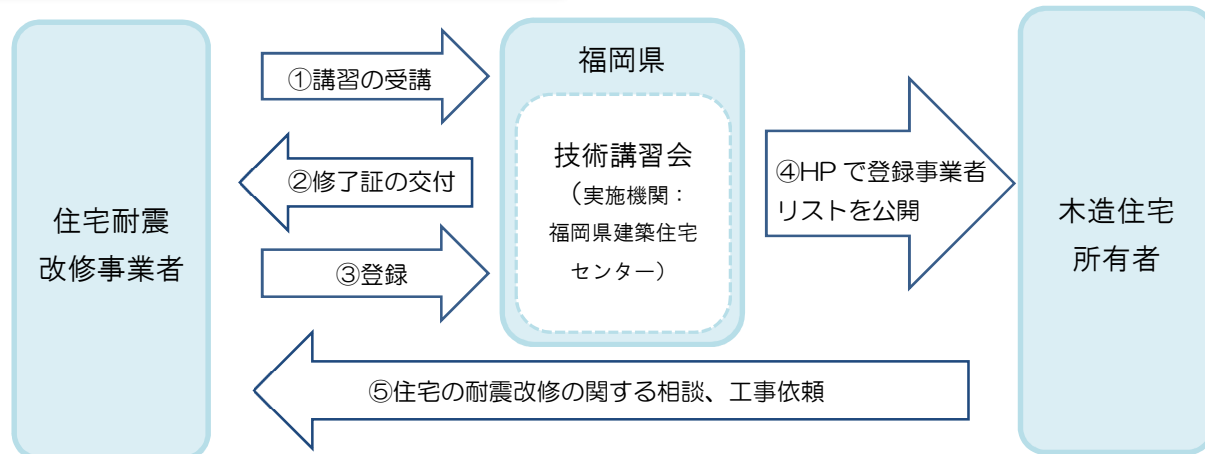 住宅耐震
改修事業者
①講習の受講
②修了証の交付
③登録
福岡県
技術講習会
（実施機関：
福岡県建築住宅
センター）
④HPで登録事業者
リストを公開
木造住宅
所有者
⑤住宅の耐震改修の関する相談、工事依頼